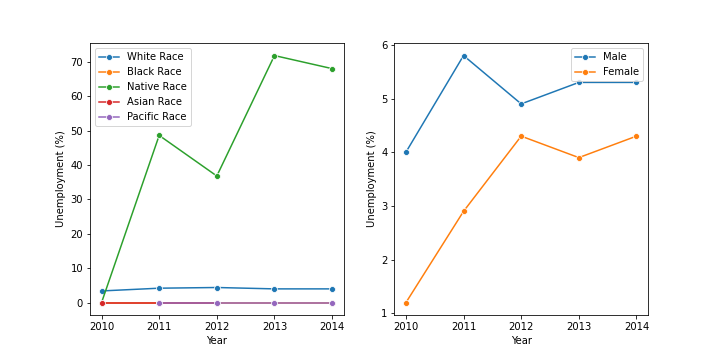 White Race
Black Race
Native Race
Asian Race
Pacific Race
70
60
50
40
30
20
10
0
Unemployment (%)
2010 2011 2012 2013 2014
Year
Male
Female
6
5
4
3
2
1
Unemployment (%)
2010 2011 2012 2013 2014
Year